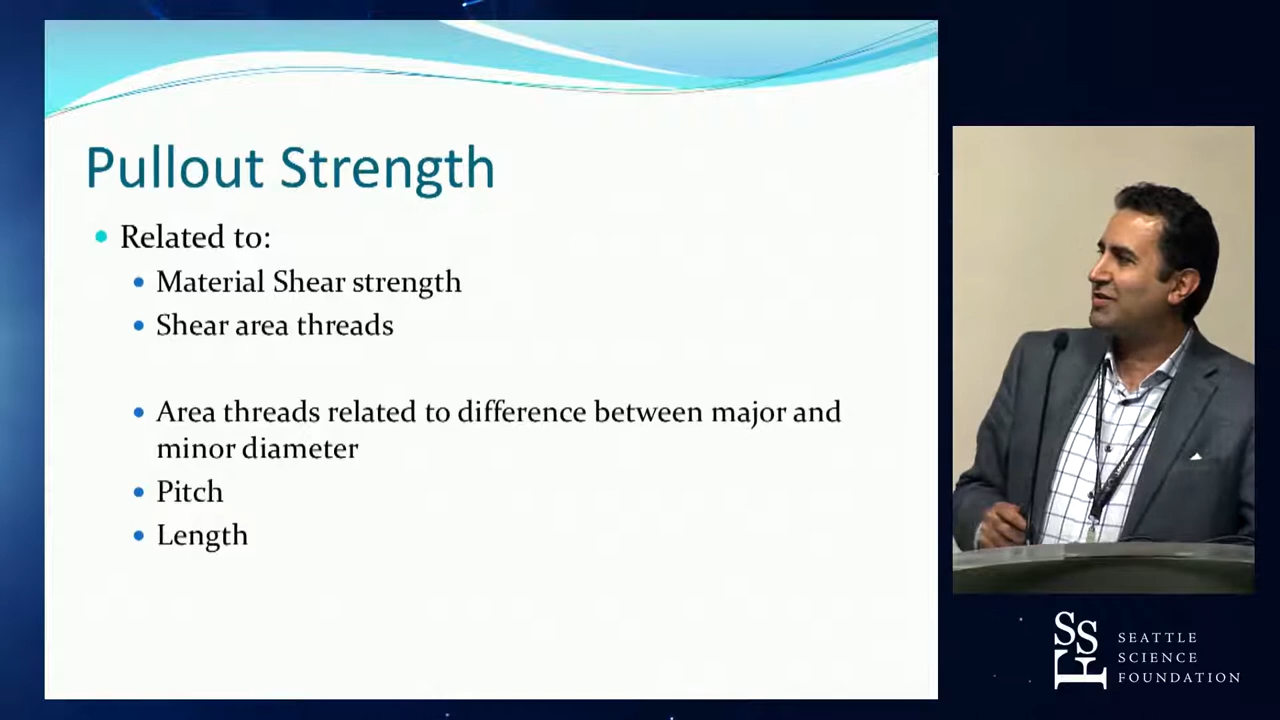 Pullout Strength
Related to:
Material Shear strength
Shear area threads
Area threads related to difference between major and
minor diameter
Pitch
Length
SSF
SEATTLE
SCIENCE
FOUNDATION